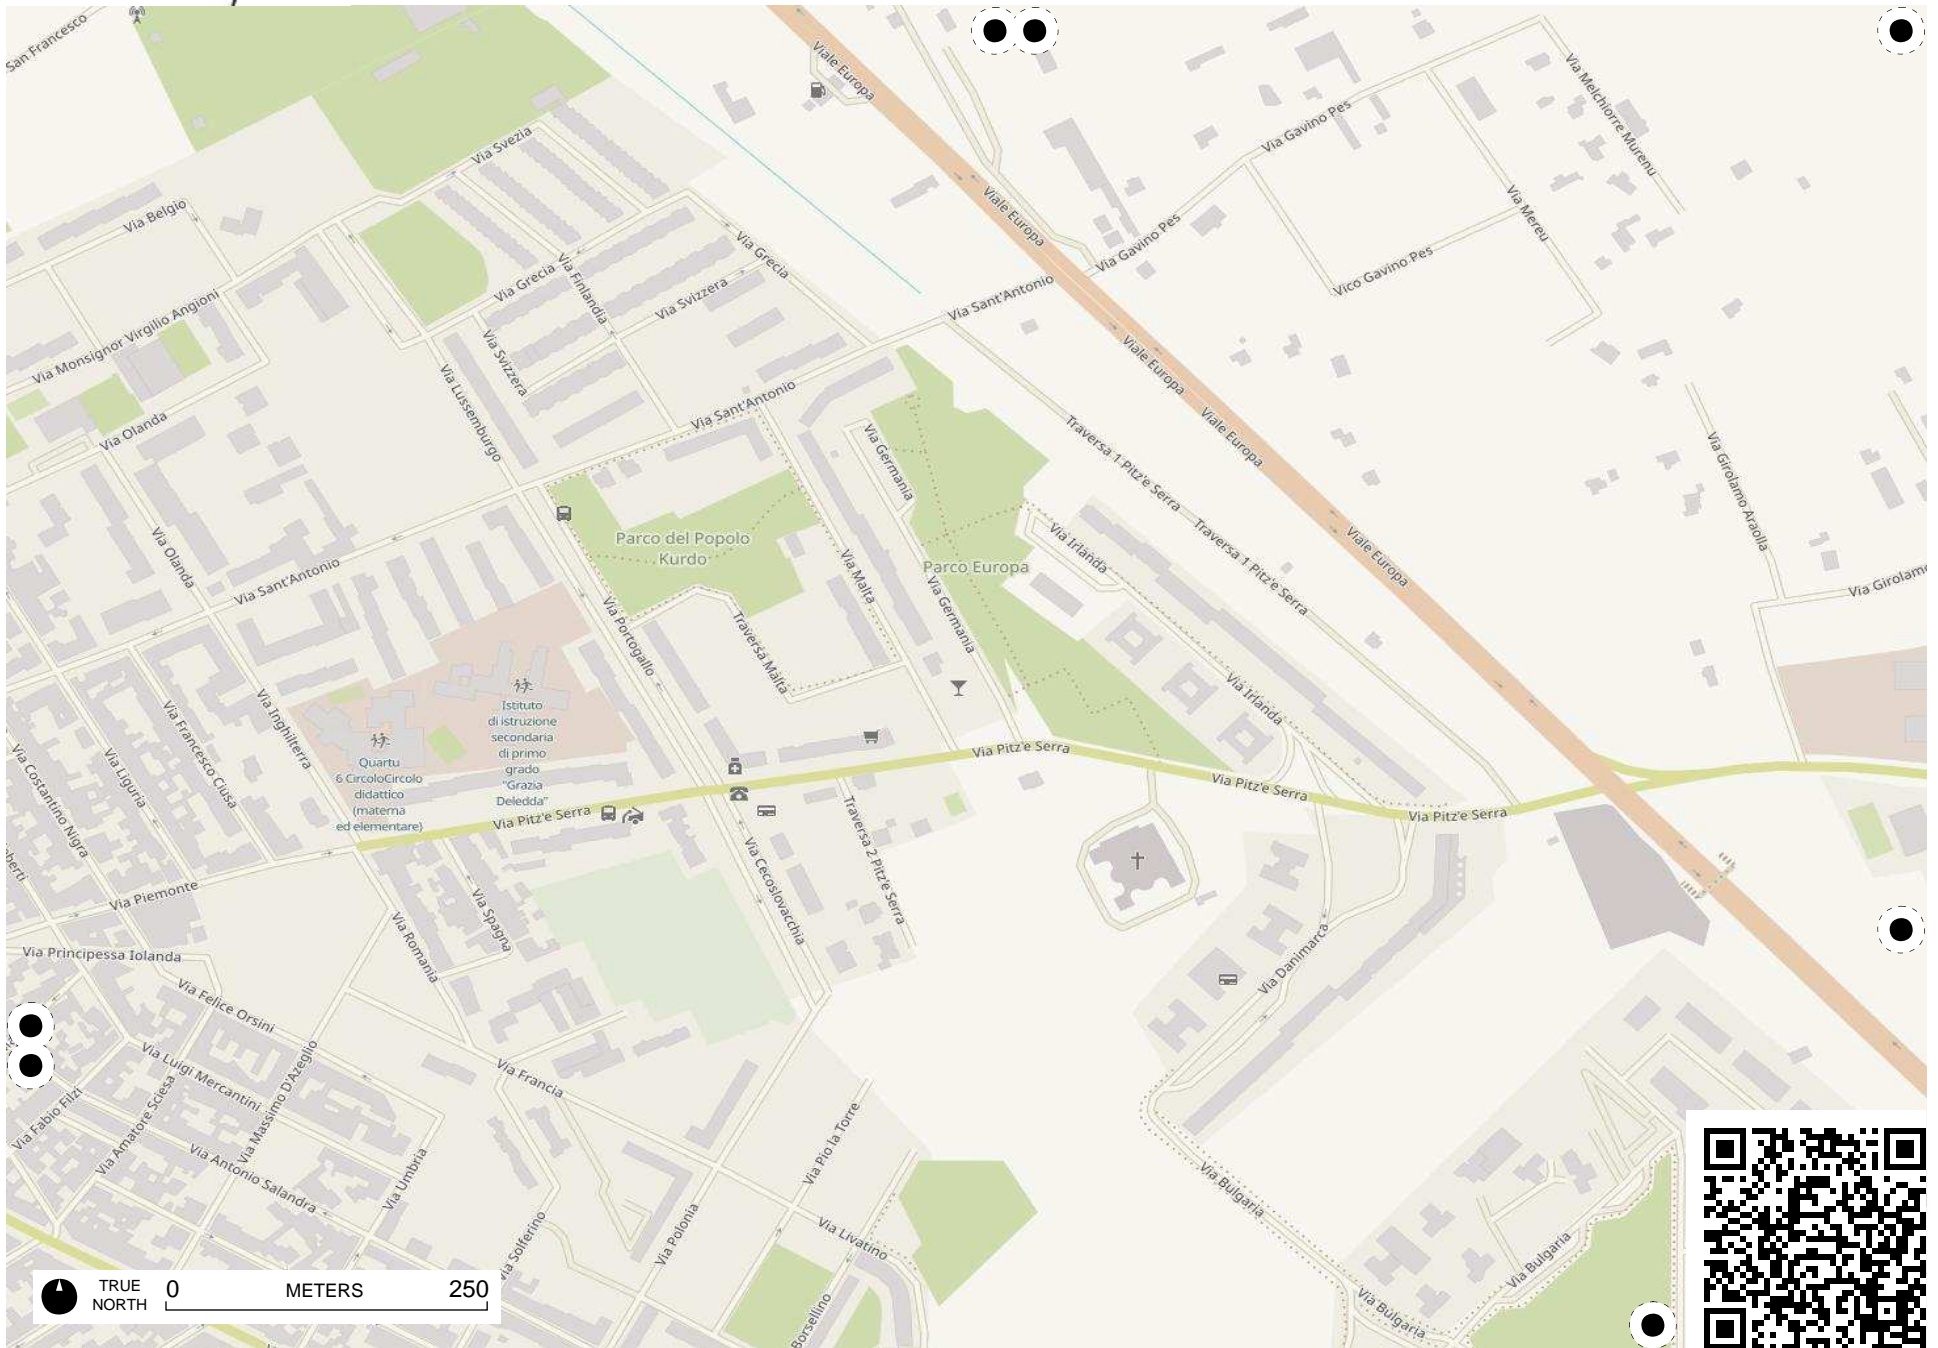 San Francesco
Viale Europa
Via Melchiorre Murenu
Via Gavino Pes
Via Svezia
Via Belgio
Viale Europa
Via Mereu
Via Gavino Pes
Via Grecia
Via Grecia
Via Finlandia
Vico Gavino Pes
Via Svizzera
Via Sant'Antonio
Via Monsignor Virgilio Angioni
Via Svizzera
Viale Europa
Via Lussemburgo
Via Sant'Antonio
Via Olanda
Viale Europa
Traversa 1 Pitz'e Serra
Via Germania
Via Girolamo Araolla
Parco del Popolo
Kurdo
Via Olanda
Via Irlanda
Traversa 1 Pitz'e Serra
Viale Europa
Parco Europa
Via Malta
Via Sant'Antonio
Via Germania
Via Girolamo
Via Portogallo
Traversa Malta
Via Irlanda
Via Inghilterra
Istituto
di istruzione
secondaria
di primo
grado
"Grazia
Deledda"
Via Francesco Ciusa
Via Costantino Nigra
Via Liguria
Quartu
6 CircoloCircolo
didattico
(materna
ed elementare)
Via Pitz'e Serra
Via Pitz'e Serra
Via Pitz'e Serra
Via Pitz'e Serra
Traversa 2 Pitz'e Serra
Via Cecoslovacchia
Via Piemonte
Via Spagna
Via Romania
Via Principessa Iolanda
Via Danimarca
Via Felice Orsini
Via Luigi Mercantini
Via Francia
Via Massimo D'Azeglio
Via Fabio Filzi
Via Amatore Sciesa
Via Pio la Torre
Via Antonio Salandra
Via Umbria
Via Bulgaria
Via Solferino
Via Polonia
Via Livatino
Via Bulgaria
Borsellino
Via Bulgaria
TRUE
NORTH
0 METERS 250